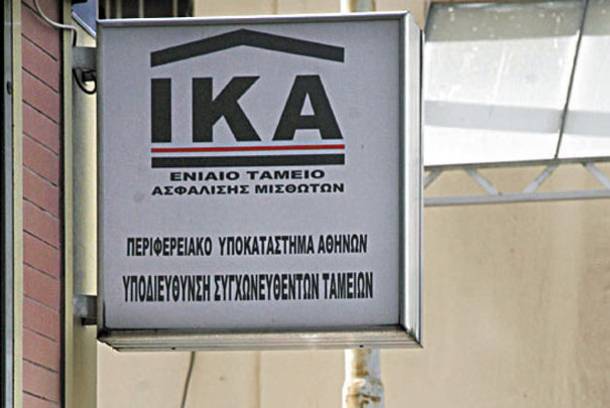 ΙΚΑ
ΕΝΙΑΙΟ ΤΑΜΕΙΟ
ΑΣΦΑΛΙΣΗΣ ΜΙΣΘΩΤΩΝ
ΠΕΡΙΦΕΡΕΙΑΚΟ ΥΠΟΚΑΤΑΣΤΗΜΑ ΑΘΗΝΩΝ
ΥΠΟΔΙΕΥΘΥΝΣΗ ΣΥΓΧΩΝΕΥΘΕΝΤΩΝ ΤΑΜΕΙΩΝ